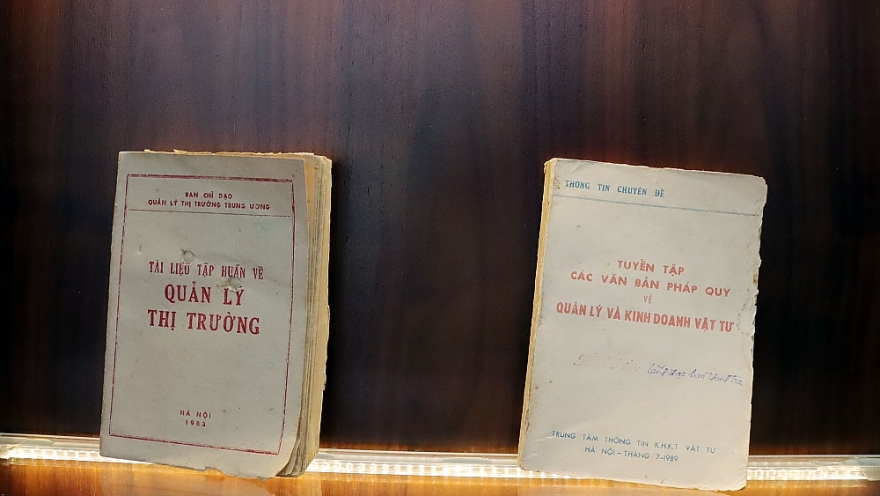 BAN CHỈ ĐẠO
QUẢN LÝ THỊ TRƯỜNG TRUNG ƯƠNG
TÀI LIỆU TẬP HUẤN VỀ
QUẢN LÝ
THỊ TRƯỜNG
HÀ NỘI
1983
THÔNG TIN CHUYÊN ĐỀ
TUYỂN TẬP
CÁC VĂN BẢN PHÁP QUY
VỀ
QUẢN LÝ VÀ KINH DOANH VẬT TƯ
TRUNG TÂM THÔNG TIN K.H.K.T VẬT TƯ
HÀ NỘI - THÁNG 7-1989